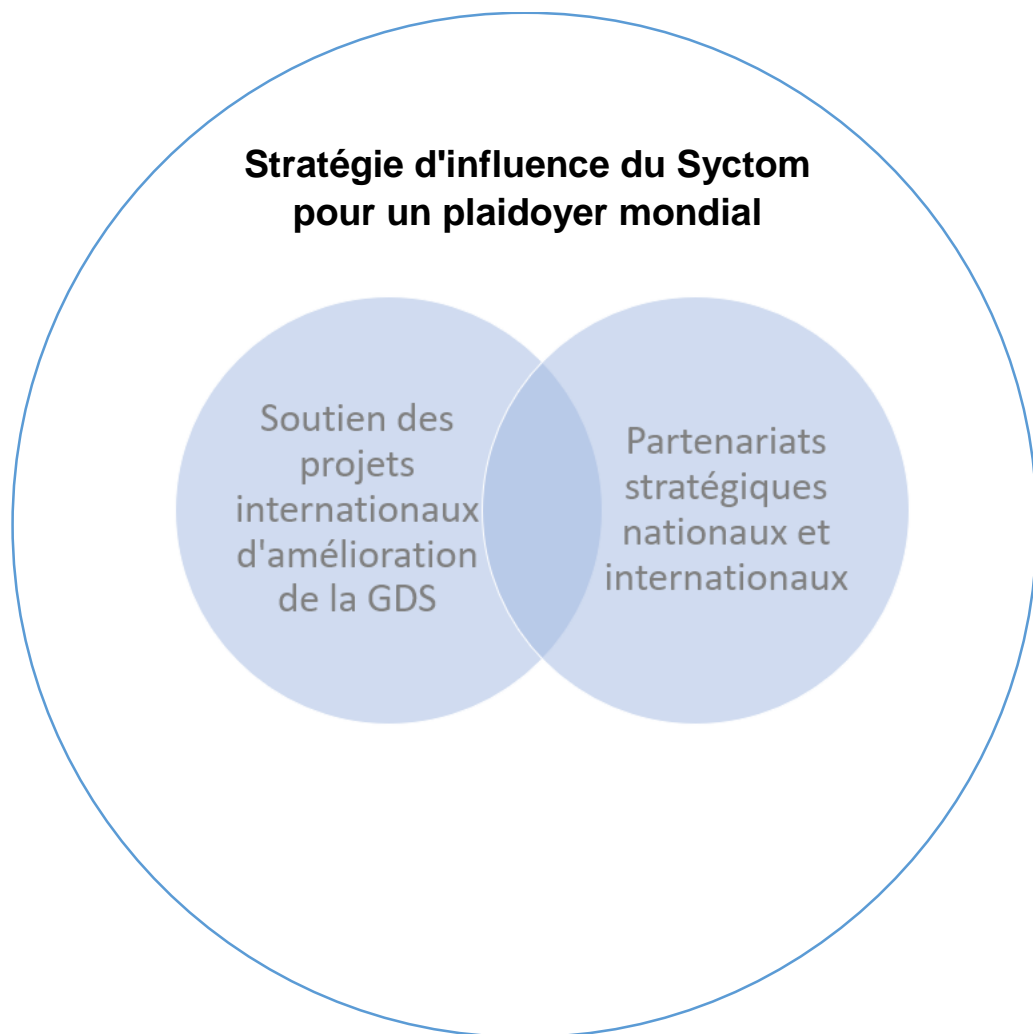 Stratégie d'influence du Syctom
pour un plaidoyer mondial
Soutien des
projets
internationaux
d'amélioration
de la GDS
Partenariats
stratégiques
nationaux et
internationaux